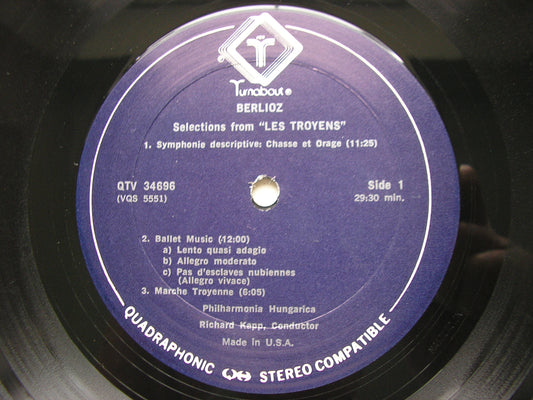 Turnabout ®
BERLIOZ
Selections from "LES TROYENS"
1. Symphonie descriptive: Chasse et Orage (11:25)
QTV 34696
(VQS 5551)
Side 1
29:30 min.
2. Ballet Music (12:00)
a) Lento quasi adagio
b) Allegro moderato
c) Pas d'esclaves nubiennes
(Allegro vivace)
3. Marche Troyenne (6:05)
Philharmonia Hungarica
Richard Kapp, Conductor
Made in U.S.A.
QUADRAPHONIC QS STEREO COMPATIBLE